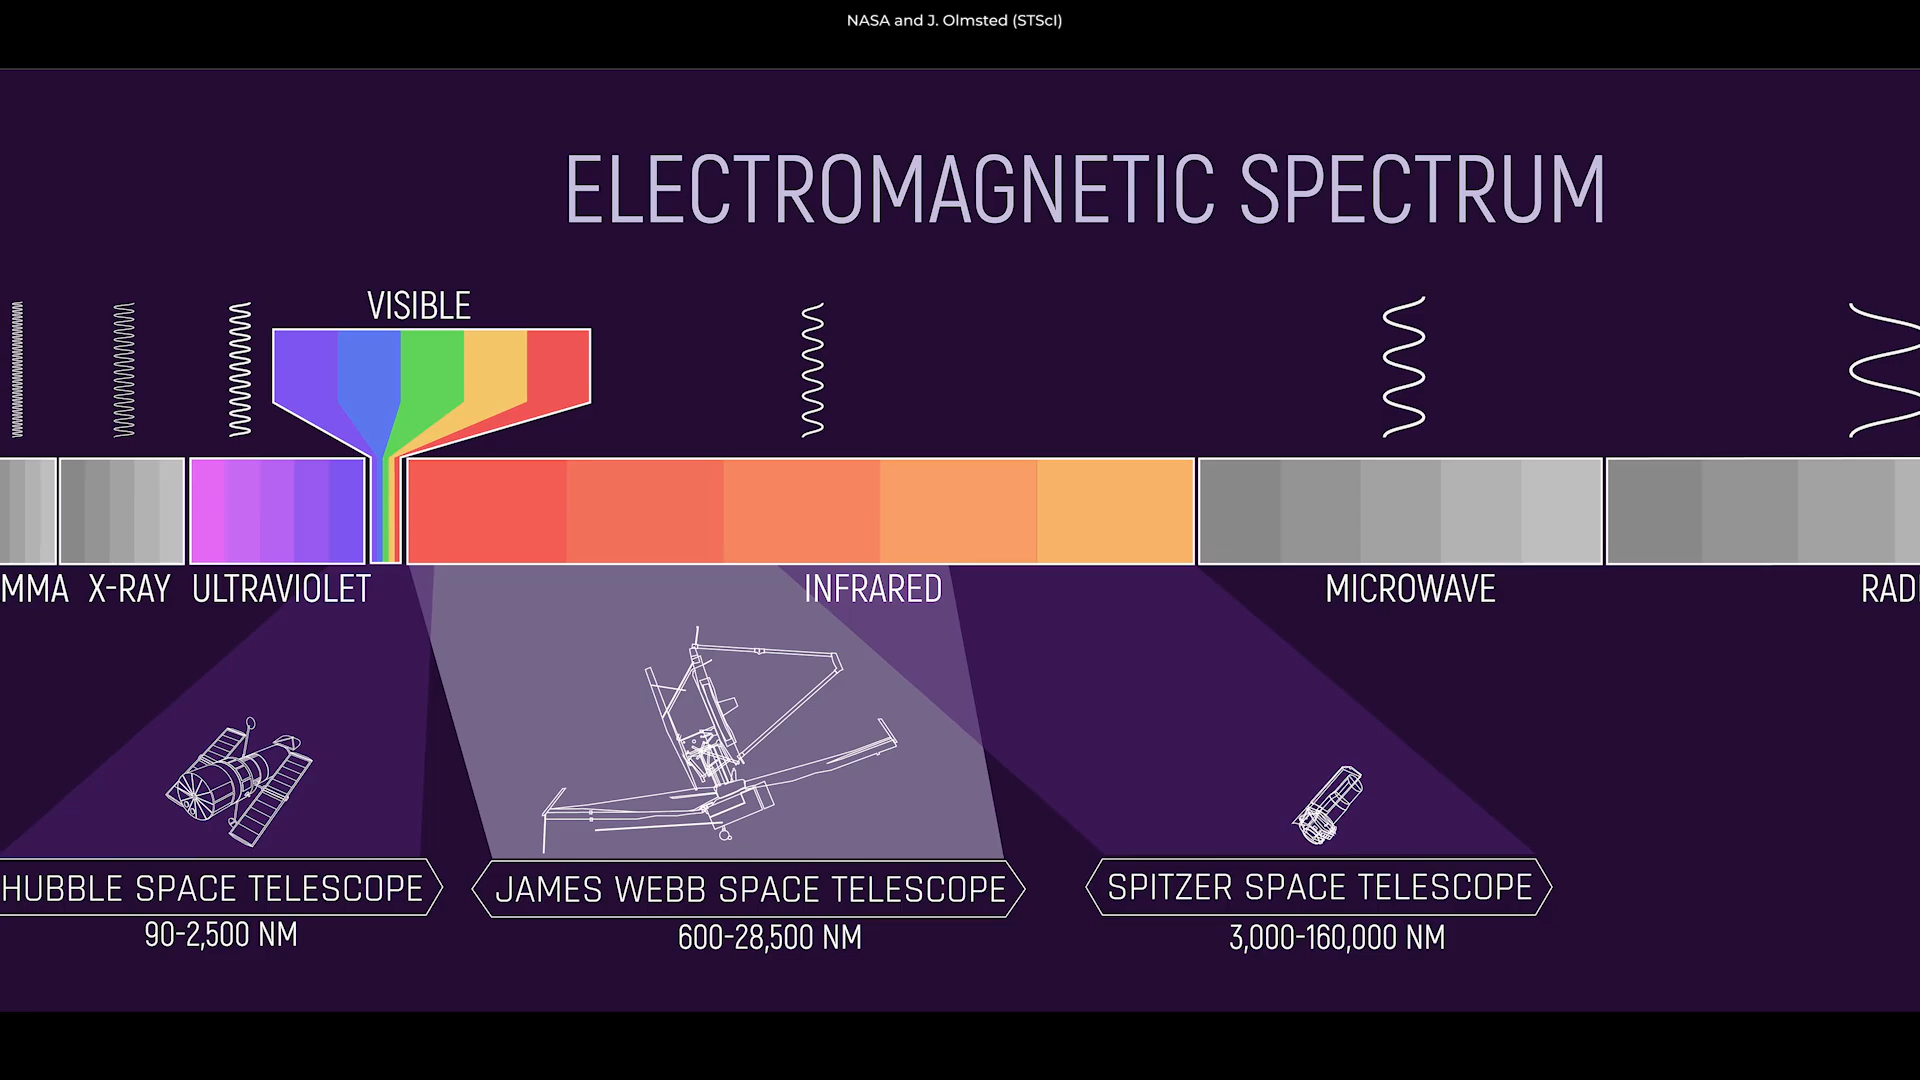 NASA and J. Olmsted (STScI)
ELECTROMAGNETIC SPECTRUM
VISIBLE
MMA X-RAY ULTRAVIOLET INFRARED MICROWAVE RADI
HUBBLE SPACE TELESCOPE
90-2,500 NM
JAMES WEBB SPACE TELESCOPE
600-28,500 NM
SPITZER SPACE TELESCOPE
3,000-160,000 NM